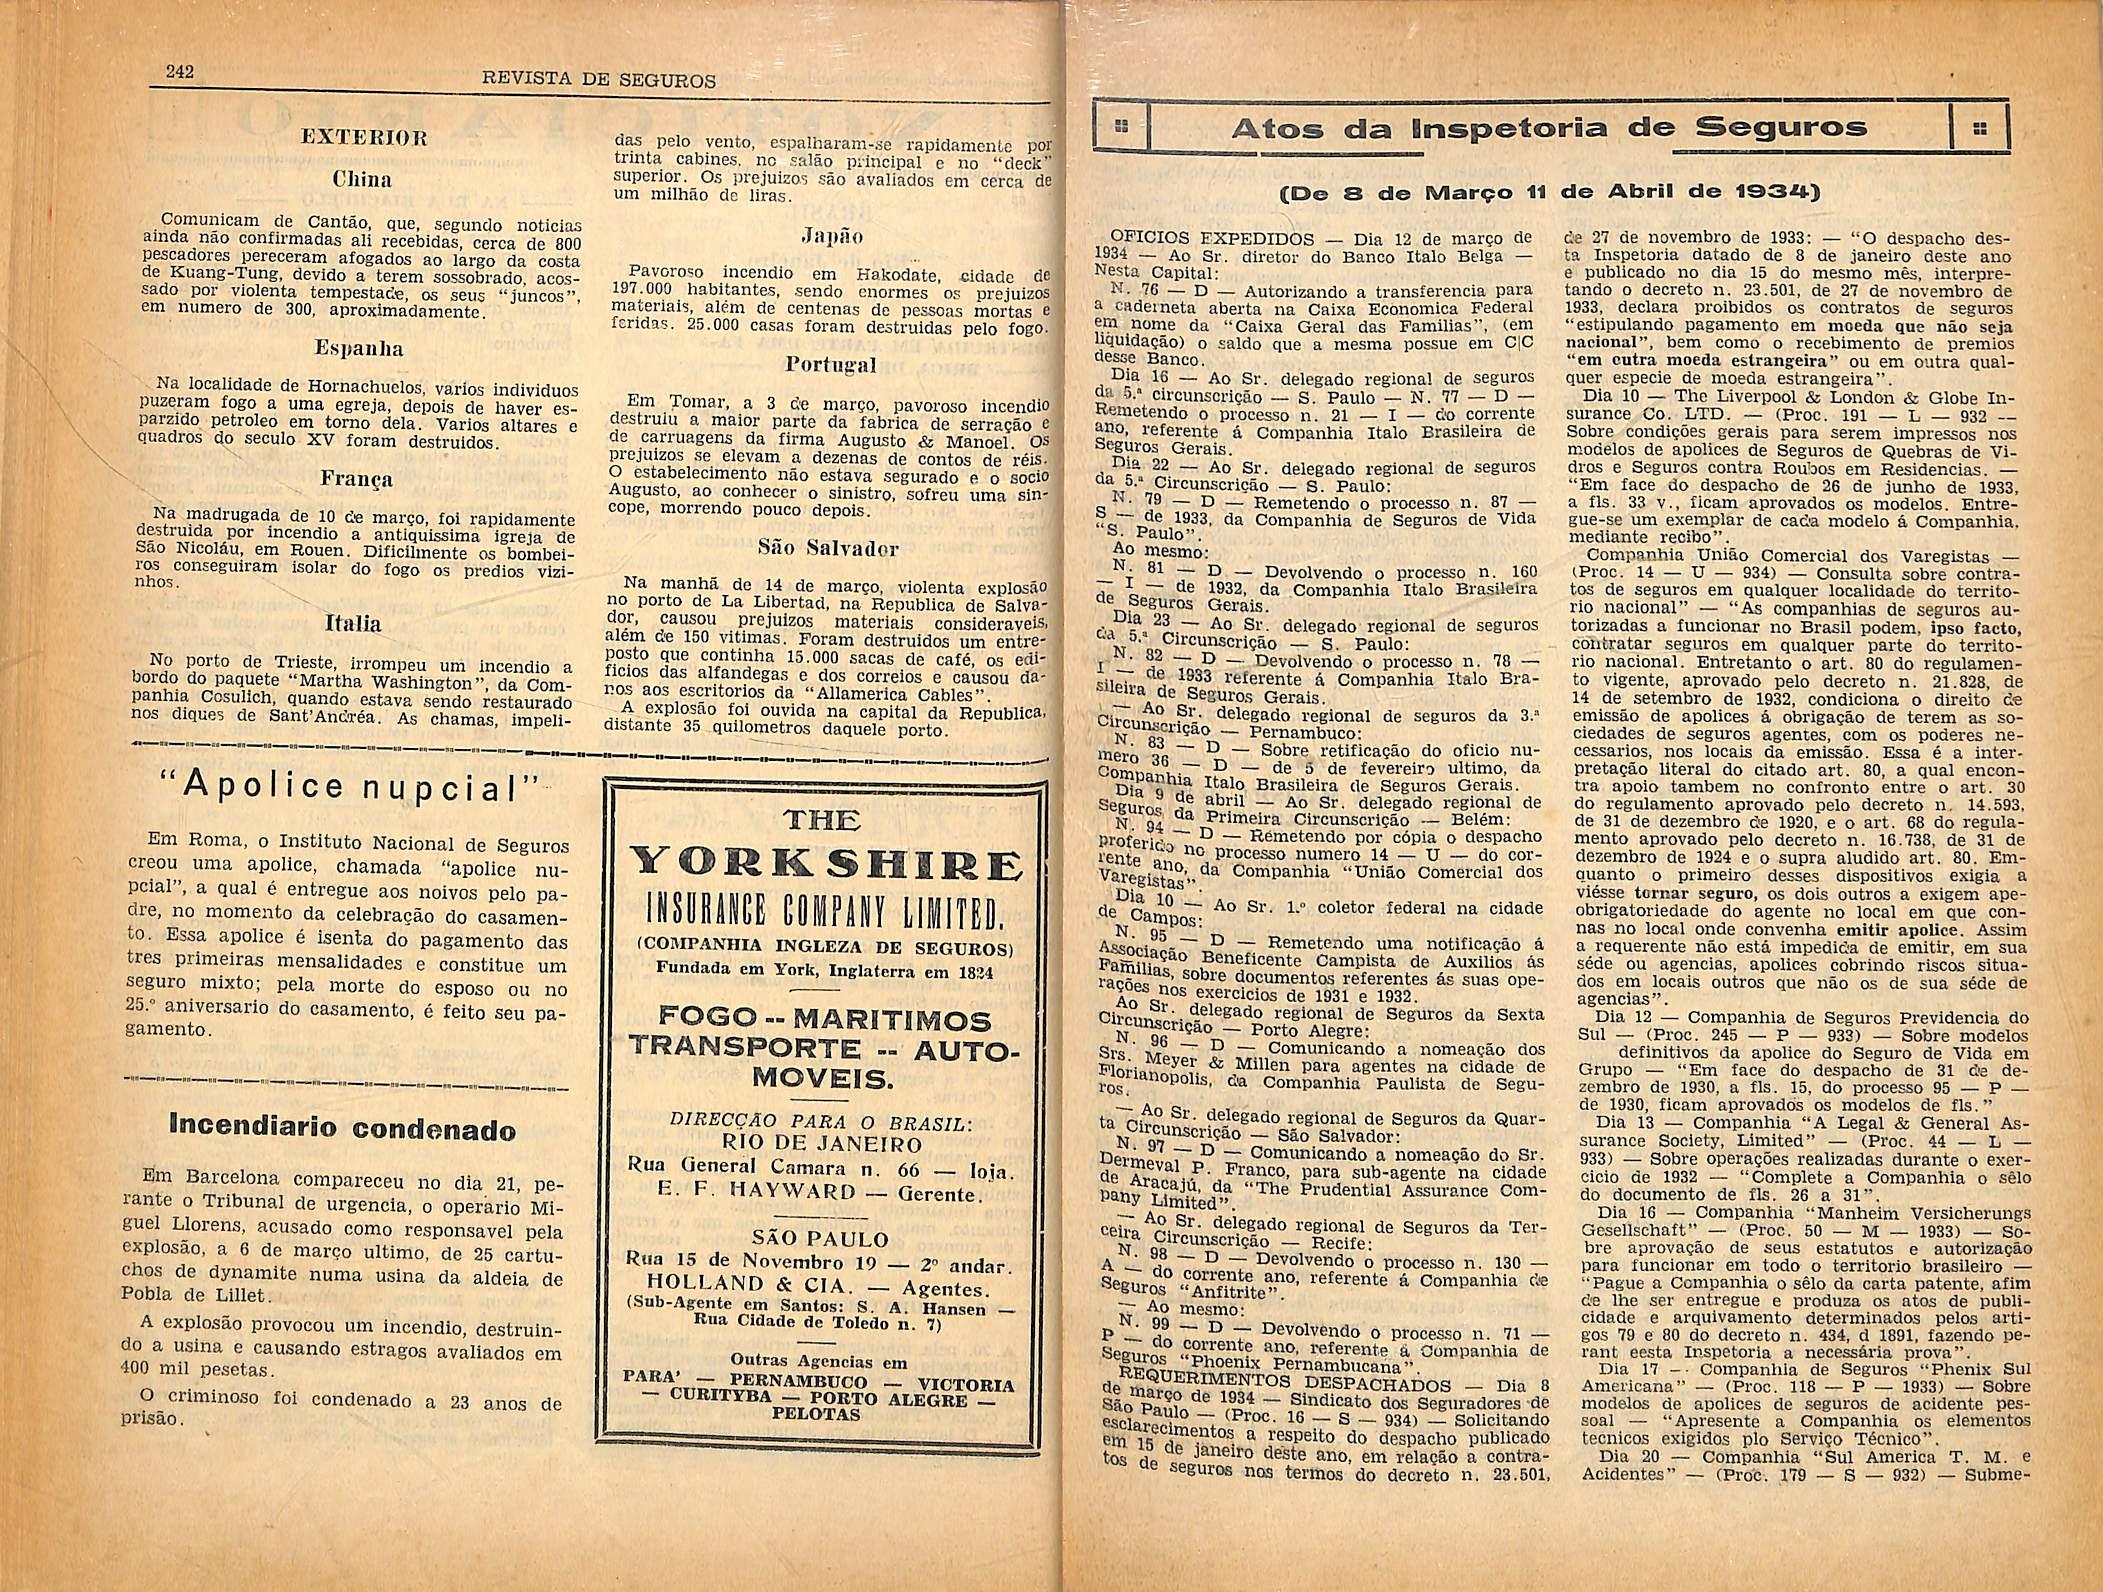 242
REVISTA DE SEGUROS
EXTERIOR
China
Comunicam de Cantão, que, segundo noticias
ainda não confirmadas ali recebidas, cerca de 800
pescadores pereceram afogados ao largo da costa
de Kuang-Tung, devido a terem sossobrado, acos-
sado por violenta tempestade, os seus "juncos",
em numero de 300, aproximadamente.
Espanha
Na localidade de Hornachuelos, varios individuos
puzeram fogo a uma egreja, depois de haver es-
parzido petroleo em torno dela. Varios altares e
quadros do seculo XV foram destruidos.
França
Na madrugada de 10 de março, foi rapidamente
destruida por incendio a antiquissima igreja de
São Nicoláu, em Rouen. Dificilmente os bombei-
ros conseguiram isolar do fogo os predios vizi-
nhos.
Italia
No porto de Trieste, irrompeu um incendio a
bordo do paquete "Martha Washington", da Com-
panhia Cosulich, quando estava sendo restaurado
nos diques de Sant'Andréa. As chamas, impeli-
das pelo vento, espalharam-se rapidamente por
trinta cabines, no salão principal e no "deck"
superior. Os prejuizos são avaliados em cerca de
um milhão de liras.
Japão
Pavoroso incendio em Hakodate, cidade de
197.000 habitantes, sendo enormes os prejuizos
materiais, além de centenas de pessoas mortas e
feridas. 25.000 casas foram destruidas pelo fogo.
Portugal
Em Tomar, a 3 de março, pavoroso incendio
destruiu a maior parte da fabrica de serração e
de carruagens da firma Augusto & Manoel. Os
prejuizos se elevam a dezenas de contos de réis.
O estabelecimento não estava segurado e o socio
Augusto, ao conhecer o sinistro, sofreu uma sin-
cope, morrendo pouco depois.
São Salvador
Na manhã de 14 de março, violenta explosão
no porto de La Libertad, na Republica de Salva-
dor, causou prejuizos materiais consideraveis,
além de 150 vitimas. Foram destruidos um entre-
posto que continha 15.000 sacas de café, os edi-
ficios das alfandegas e dos correios e causou da-
nos aos escritorios da "Allamerica Cables".
A explosão foi ouvida na capital da Republica,
distante 35 quilometros daquele porto.
"Apolice nupcial"
Em Roma, o Instituto Nacional de Seguros
creou uma apolice, chamada "apolice nu-
pcial", a qual é entregue aos noivos pelo pa-
dre, no momento da celebração do casamen-
to. Essa apolice é isenta do pagamento das
tres primeiras mensalidades e constitue um
seguro mixto; pela morte do esposo ou no
25.º aniversario do casamento, é feito seu pa-
gamento.
Incendiario condenado
Em Barcelona compareceu no dia 21, pe-
rante o Tribunal de urgencia, o operário Mi-
guel Llorens, acusado como responsavel pela
explosão, a 6 de março ultimo, de 25 cartu-
chos de dynamite numa usina da aldeia de
Pobla de Lillet.
A explosão provocou um incendio, destruin-
do a usina e causando estragos avaliados em
400 mil pesetas.
O criminoso foi condenado a 23 anos de
prisão.
THE
YORKSHIRE
INSURANCE COMPANY LIMITED.
(COMPANHIA INGLEZA DE SEGUROS)
Fundada em York, Inglaterra em 1824
FOGO -- MARITIMOS
TRANSPORTE -- AUTO-
MOVEIS.
DIRECÇÃO PARA O BRASIL:
RIO DE JANEIRO
Rua General Camara n. 66 — loja.
E. F. HAYWARD — Gerente.
SÃO PAULO
Rua 15 de Novembro 19 — 2º andar.
HOLLAND & CIA. — Agentes.
(Sub-Agente em Santos: S. A. Hansen —
Rua Cidade de Toledo n. 7)
Outras Agencias em
PARA' — PERNAMBUCO — VICTORIA
— CURITYBA — PORTO ALEGRE —
PELOTAS
Atos da Inspetoria de Seguros
(De 8 de Março 11 de Abril de 1934)
OFICIOS EXPEDIDOS — Dia 12 de março de
1934 — Ao Sr. diretor do Banco Italo Belga —
Nesta Capital:
N. 76 — D — Autorizando a transferencia para
a caderneta aberta na Caixa Economica Federal
em nome da "Caixa Geral das Familias", (em
liquidação) o saldo que a mesma possue em C|C
desse Banco.
Dia 16 — Ao Sr. delegado regional de seguros
da 5.ª circunscrição — S. Paulo — N. 77 — D —
Remetendo o processo n. 21 — I — do corrente
ano, referente á Companhia Italo Brasileira de
Seguros Gerais.
Dia 22 — Ao Sr. delegado regional de seguros
da 5.ª Circunscrição — S. Paulo:
N. 79 — D — Remetendo o processo n. 87 —
S — de 1933, da Companhia de Seguros de Vida
"S. Paulo".
Ao mesmo:
N. 81 — D — Devolvendo o processo n. 160
— I — de 1932, da Companhia Italo Brasileira
de Seguros Gerais.
Dia 23 — Ao Sr. delegado regional de seguros
da 5.ª Circunscrição — S. Paulo:
N. 82 — D — Devolvendo o processo n. 78 —
I — de 1933 referente á Companhia Italo Bra-
sileira de Seguros Gerais.
— Ao Sr. delegado regional de seguros da 3.ª
Circunscrição — Pernambuco:
N. 83 — D — Sobre retificação do oficio nu-
mero 36 — D — de 5 de fevereiro ultimo, da
Companhia Italo Brasileira de Seguros Gerais.
Dia 9 de abril — Ao Sr. delegado regional de
Seguros da Primeira Circunscrição — Belém:
N. 94 — D — Remetendo por cópia o despacho
proferido no processo numero 14 — U — do cor-
rente ano, da Companhia "União Comercial dos
Varegistas".
Dia 10 — Ao Sr. 1.º coletor federal na cidade
de Campos:
N. 95 — D — Remetendo uma notificação á
Associação Beneficente Campista de Auxilios ás
Familias, sobre documentos referentes ás suas ope-
rações nos exercicios de 1931 e 1932.
Ao Sr. delegado regional de Seguros da Sexta
Circunscrição — Porto Alegre:
N. 96 — D — Comunicando a nomeação dos
Srs. Meyer & Millen para agentes na cidade de
Florianopolis, da Companhia Paulista de Segu-
ros.
— Ao Sr. delegado regional de Seguros da Quar-
ta Circunscrição — São Salvador:
N. 97 — D — Comunicando a nomeação do Sr.
Dermeval P. Franco, para sub-agente na cidade
de Aracajú, da "The Prudential Assurance Com-
pany Limited".
— Ao Sr. delegado regional de Seguros da Ter-
ceira Circunscrição — Recife:
N. 98 — D — Devolvendo o processo n. 130 —
A — do corrente ano, referente á Companhia de
Seguros "Anfitrite".
— Ao mesmo:
N. 99 — D — Devolvendo o processo n. 71 —
P — do corrente ano, referente á Companhia de
Seguros "Phoenix Pernambucana".
REQUERIMENTOS DESPACHADOS — Dia 8
de março de 1934 — Sindicato dos Seguradores de
São Paulo — (Proc. 16 — S — 934) — Solicitando
esclarecimentos a respeito do despacho publicado
em 15 de janeiro deste ano, em relação a contra-
tos de seguros nos termos do decreto n. 23.501,
de 27 de novembro de 1933: — "O despacho des-
ta Inspetoria datado de 8 de janeiro deste ano
e publicado no dia 15 do mesmo mês, interpre-
tando o decreto n. 23.501, de 27 de novembro de
1933, declara proibidos os contratos de seguros
"estipulando pagamento em moeda que não seja
nacional", bem como o recebimento de premios
"em cutra moeda estrangeira" ou em outra qual-
quer especie de moeda estrangeira".
Dia 10 — The Liverpool & London & Globe In-
surance Co. LTD. — (Proc. 191 — L — 932 —
Sobre condições gerais para serem impressos nos
modelos de apolices de Seguros de Quebras de Vi-
dros e Seguros contra Roubos em Residencias. —
"Em face do despacho de 26 de junho de 1933,
a fls. 33 v., ficam aprovados os modelos. Entre-
gue-se um exemplar de cada modelo á Companhia,
mediante recibo".
Companhia União Comercial dos Varegistas —
(Proc. 14 — U — 934) — Consulta sobre contra-
tos de seguros em qualquer localidade do territo-
rio nacional" — "As companhias de seguros au-
torizadas a funcionar no Brasil podem, ipso facto,
contratar seguros em qualquer parte do territo-
rio nacional. Entretanto o art. 80 do regulamen-
to vigente, aprovado pelo decreto n. 21.828, de
14 de setembro de 1932, condiciona o direito de
emissão de apolices á obrigação de terem as so-
ciedades de seguros agentes, com os poderes ne-
cessarios, nos locais da emissão. Essa é a inter-
pretação literal do citado art. 80, a qual encon-
tra apoio tambem no confronto entre o art. 30
do regulamento aprovado pelo decreto n. 14.593,
de 31 de dezembro de 1920, e o art. 68 do regula-
mento aprovado pelo decreto n. 16.738, de 31 de
dezembro de 1924 e o supra aludido art. 80. Em-
quanto o primeiro desses dispositivos exigia a
viésse tornar seguro, os dois outros a exigem ape-
obrigatoriedade do agente no local em que con-
nas no local onde convenha emitir apolice. Assim
a requerente não está impedida de emitir, em sua
séde ou agencias, apolices cobrindo riscos situa-
dos em locais outros que não os de sua séde de
agencias".
Dia 12 — Companhia de Seguros Previdencia do
Sul — (Proc. 245 — P — 933) — Sobre modelos
definitivos da apolice do Seguro de Vida em
Grupo — "Em face do despacho de 31 de de-
zembro de 1930, a fls. 15, do processo 95 — P —
de 1930, ficam aprovados os modelos de fls."
Dia 13 — Companhia "A Legal & General As-
surance Society, Limited" — (Proc. 44 — L —
933) — Sobre operações realizadas durante o exer-
cicio de 1932 — "Complete a Companhia o sêlo
do documento de fls. 26 a 31".
Dia 16 — Companhia "Manheim Versicherungs
Gesellschaft" — (Proc. 50 — M — 1933) — So-
bre aprovação de seus estatutos e autorização
para funcionar em todo o territorio brasileiro —
"Pague a Companhia o sêlo da carta patente, afim
de lhe ser entregue e produza os atos de publi-
cidade e arquivamento determinados pelos arti-
gos 79 e 80 do decreto n. 434, d 1891, fazendo pe-
rant eesta Inspetoria a necessária prova".
Dia 17 — Companhia de Seguros "Phenix Sul
Americana" — (Proc. 118 — P — 1933) — Sobre
modelos de apolices de seguros de acidente pes-
soal — "Apresente a Companhia os elementos
tecnicos exigidos plo Serviço Técnico".
Dia 20 — Companhia "Sul America T. M. e
Acidentes" — (Proc. 179 — S — 932) — Subme-